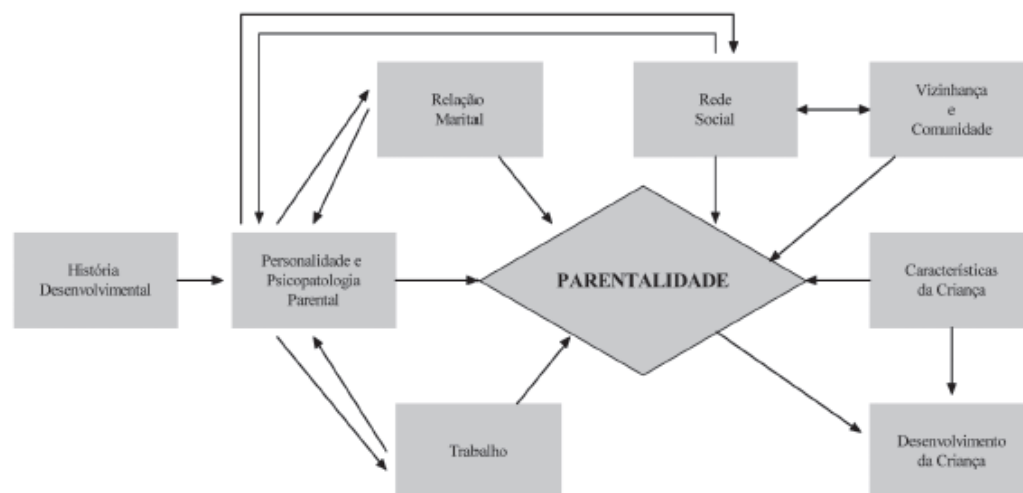 Relação
Marital
Rede
Social
Vizinhança
e
Comunidade
História
Desenvolvimental
Personalidade e
Psicopatologia
Parental
PARENTALIDADE
Características
da Criança
Trabalho
Desenvolvimento
da Criança